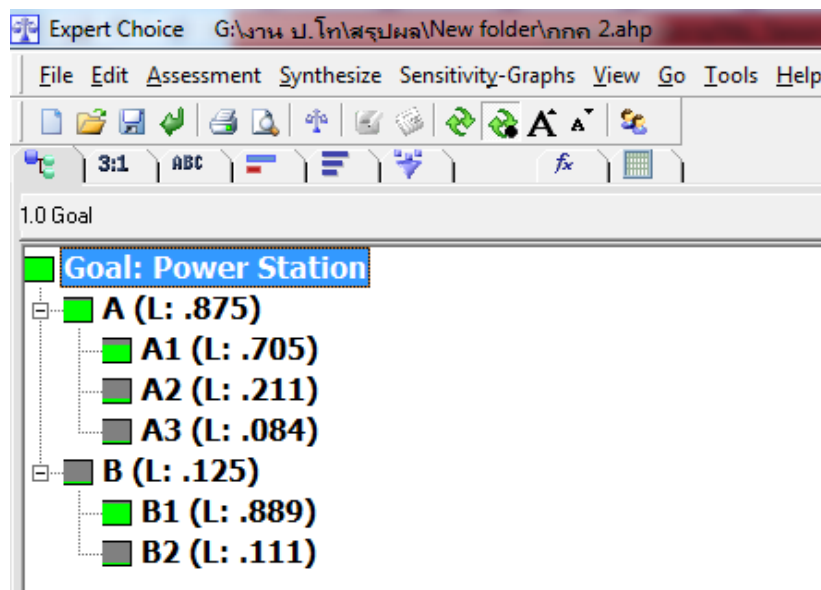 Expert Choice G:\งาน ป.โท\สรุปผล\New folder\กกค 2.ahp
File Edit Assessment Synthesize Sensitivity-Graphs View Go Tools Help
A A
3:1 ABC fx
1.0 Goal
Goal: Power Station
A (L: .875)
A1 (L: .705)
A2 (L: .211)
A3 (L: .084)
B (L: .125)
B1 (L: .889)
B2 (L: .111)